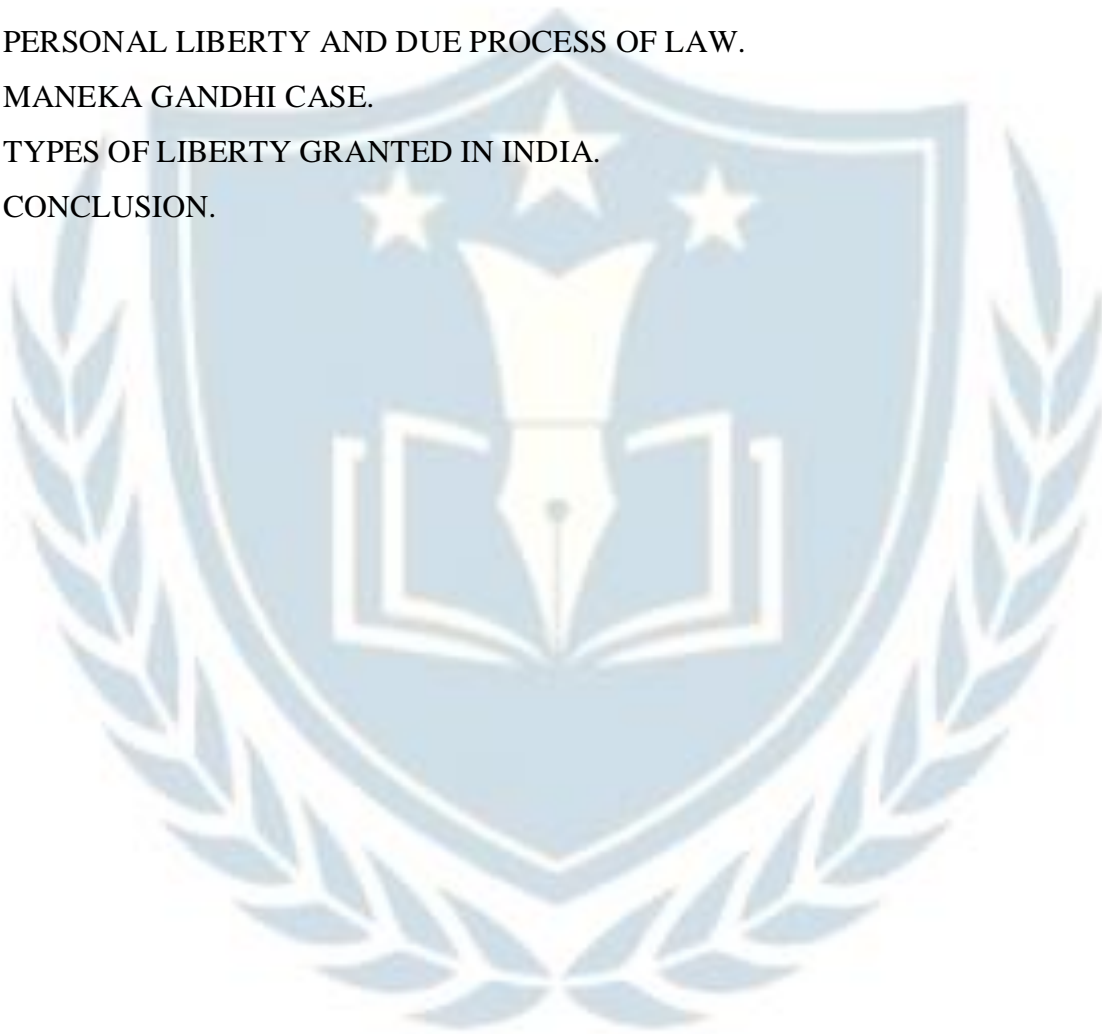 PERSONAL LIBERTY AND DUE PROCESS OF LAW.
MANEKA GANDHI CASE.
TYPES OF LIBERTY GRANTED IN INDIA.
CONCLUSION.